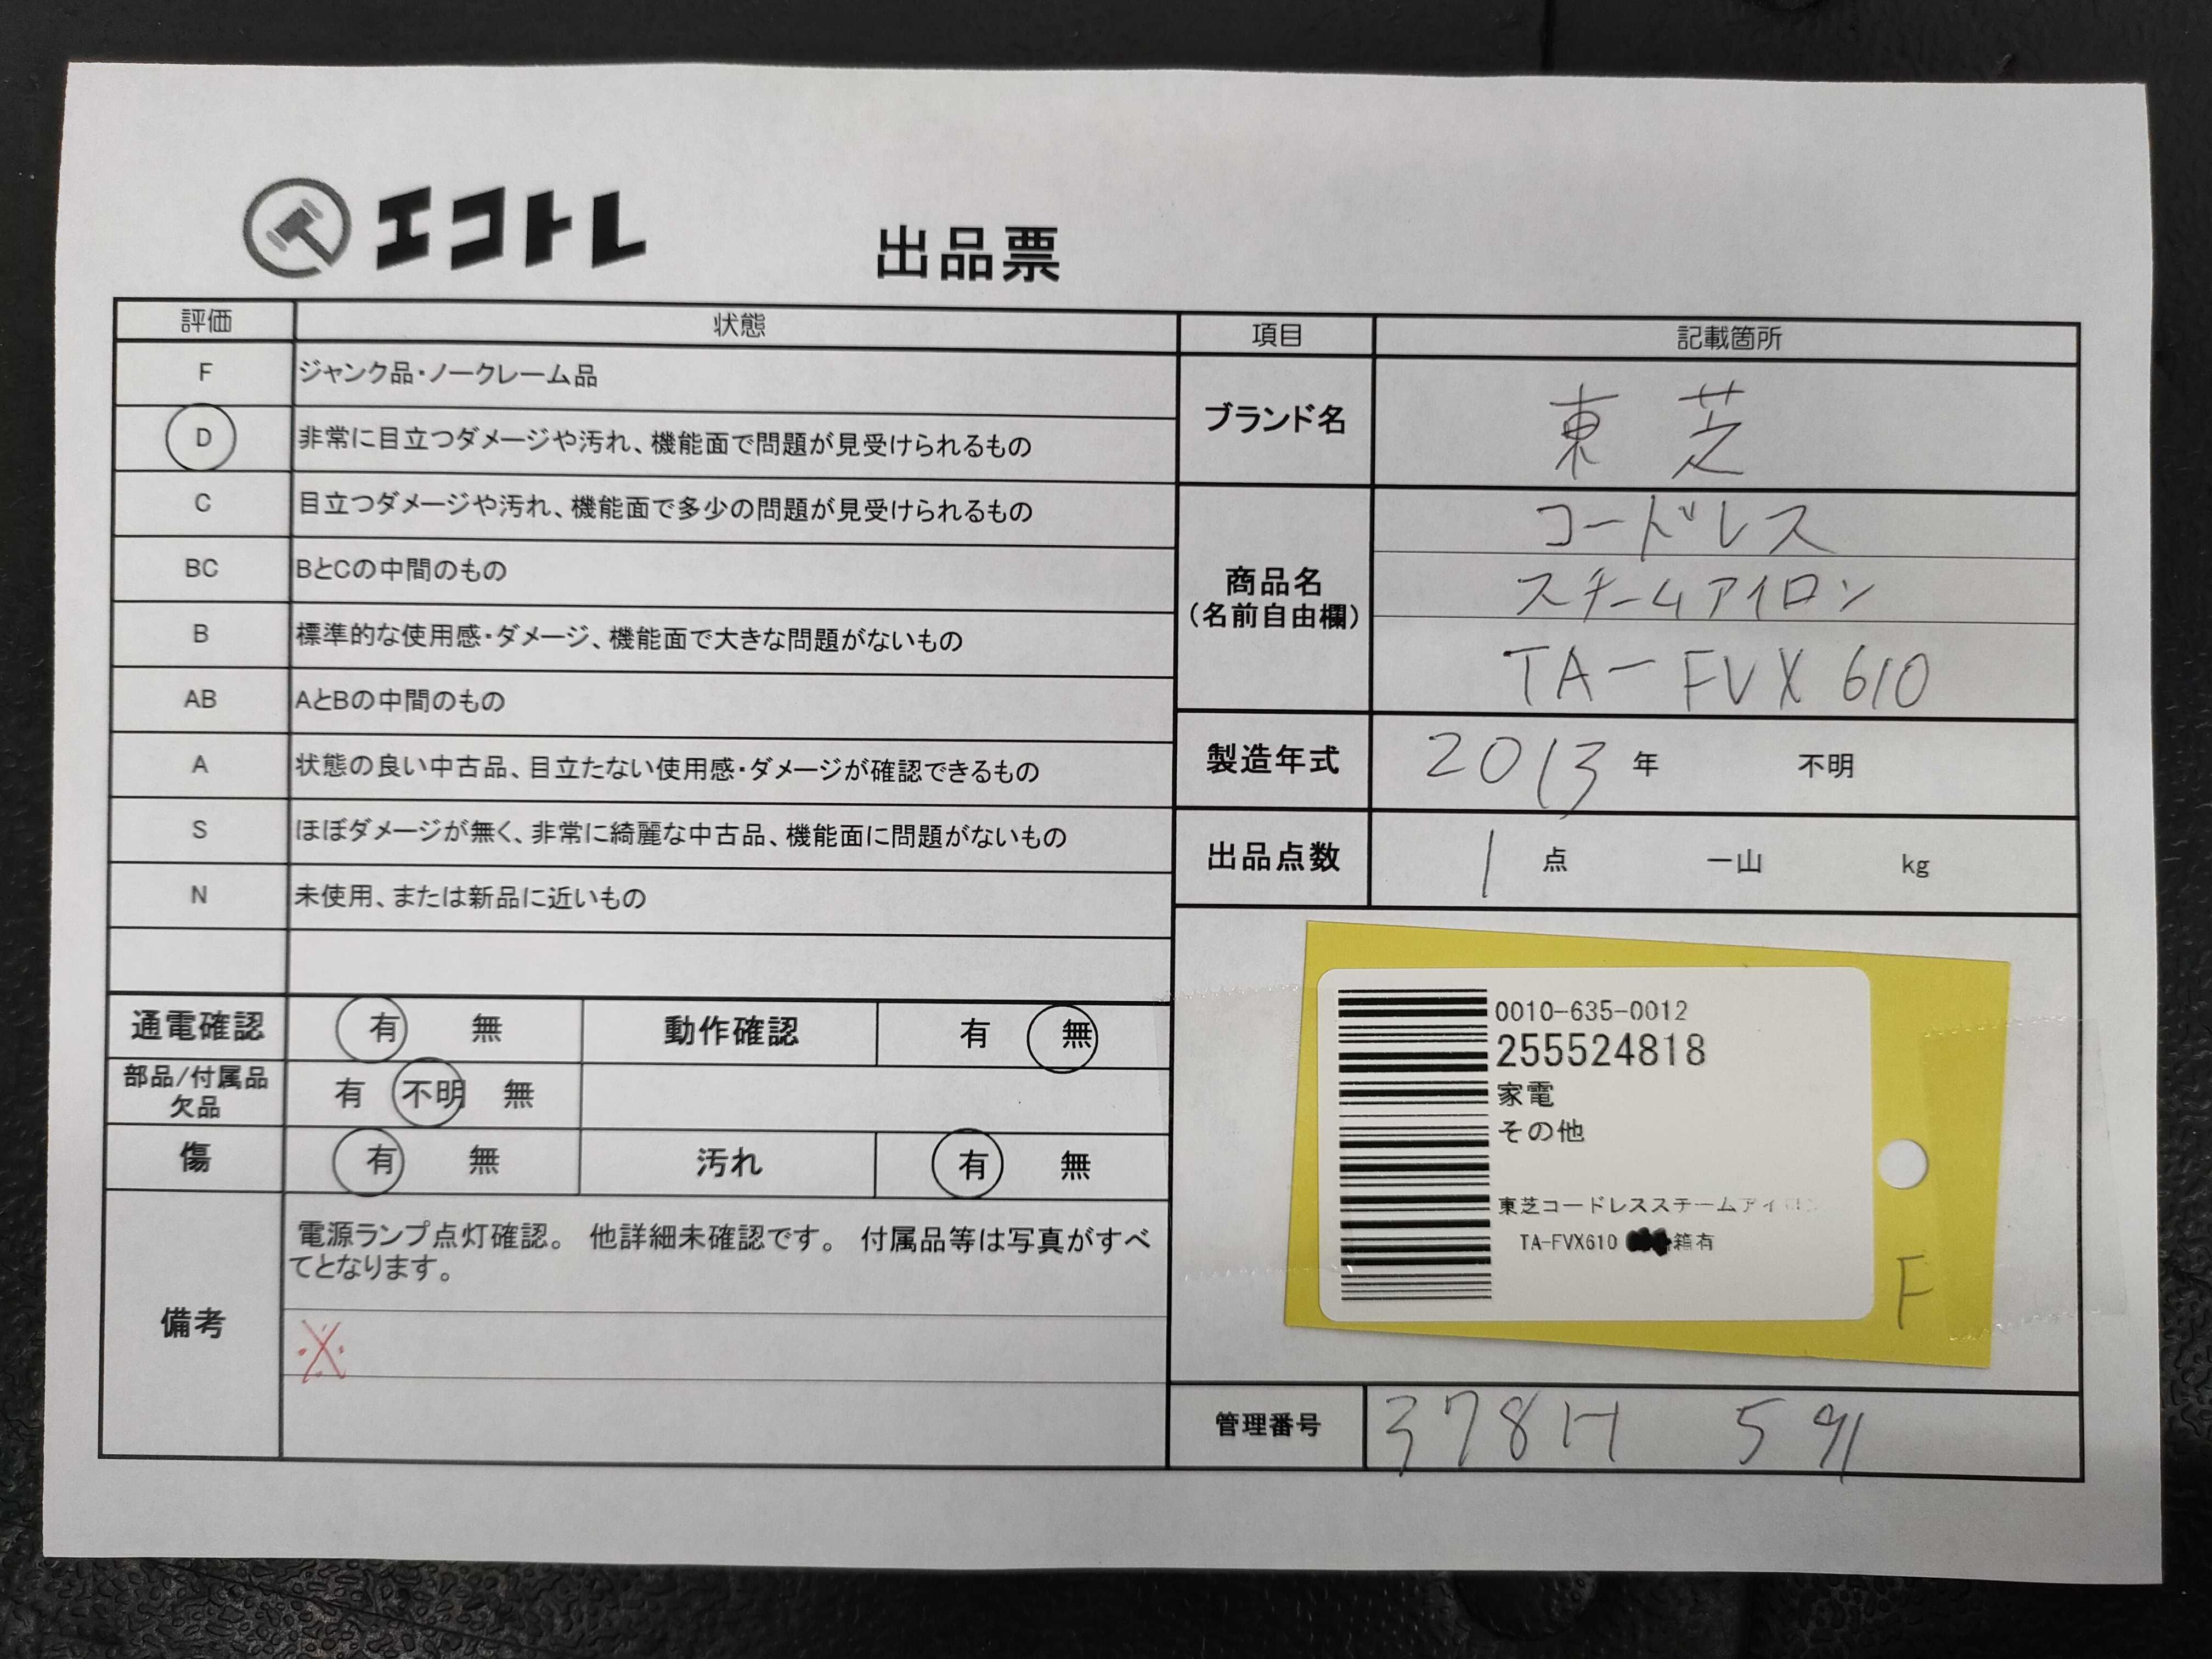 エコトレ
出品票
評価 状態
F ジャンク品・ノークレーム品
D 非常に目立つダメージや汚れ、機能面で問題が見受けられるもの
C 目立つダメージや汚れ、機能面で多少の問題が見受けられるもの
BC BとCの中間のもの
B 標準的な使用感・ダメージ、機能面で大きな問題がないもの
AB AとBの中間のもの
A 状態の良い中古品、目立たない使用感・ダメージが確認できるもの
S ほぼダメージが無く、非常に綺麗な中古品、機能面に問題がないもの
N 未使用、または新品に近いもの
通電確認 有 無 動作確認 有 無
部品/付属品
欠品
有 不明 無
傷 有 無 汚れ 有 無
備考
電源ランプ点灯確認。 他詳細未確認です。 付属品等は写真がすべ
てとなります。
※
項目 記載箇所
ブランド名 東芝
商品名
(名前自由欄)
コードレス
スチームアイロン
TA-FVX610
製造年式 2013 年 不明
出品点数 1 点 一山 kg
0010-635-0012
255524818
家電
その他
東芝コードレススチームアイロン
TA-FVX610 箱有
F
管理番号 378H 591